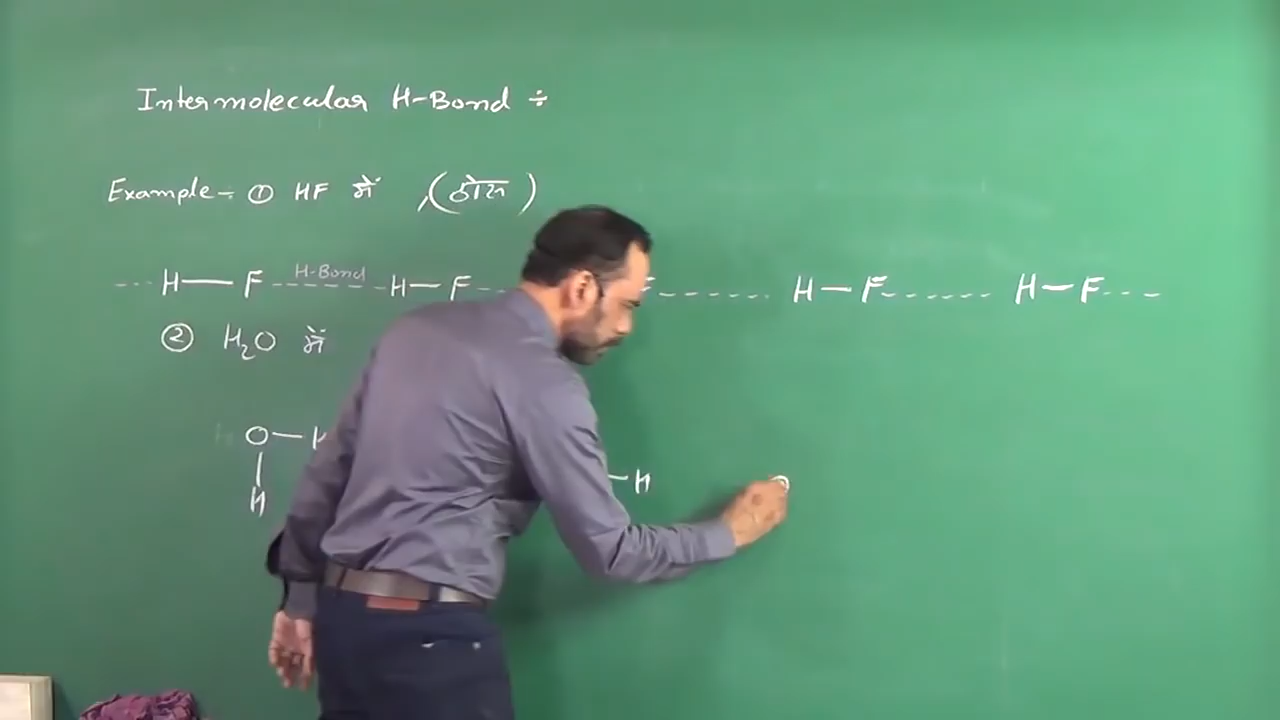 Intermolecular H-Bond ÷
Example - ① HF में , (ठोस)
--- H — F ------ H-Bond --- H — F -- F ------ H — F ------ H — F ---
② H₂O में
O — H
— H
H